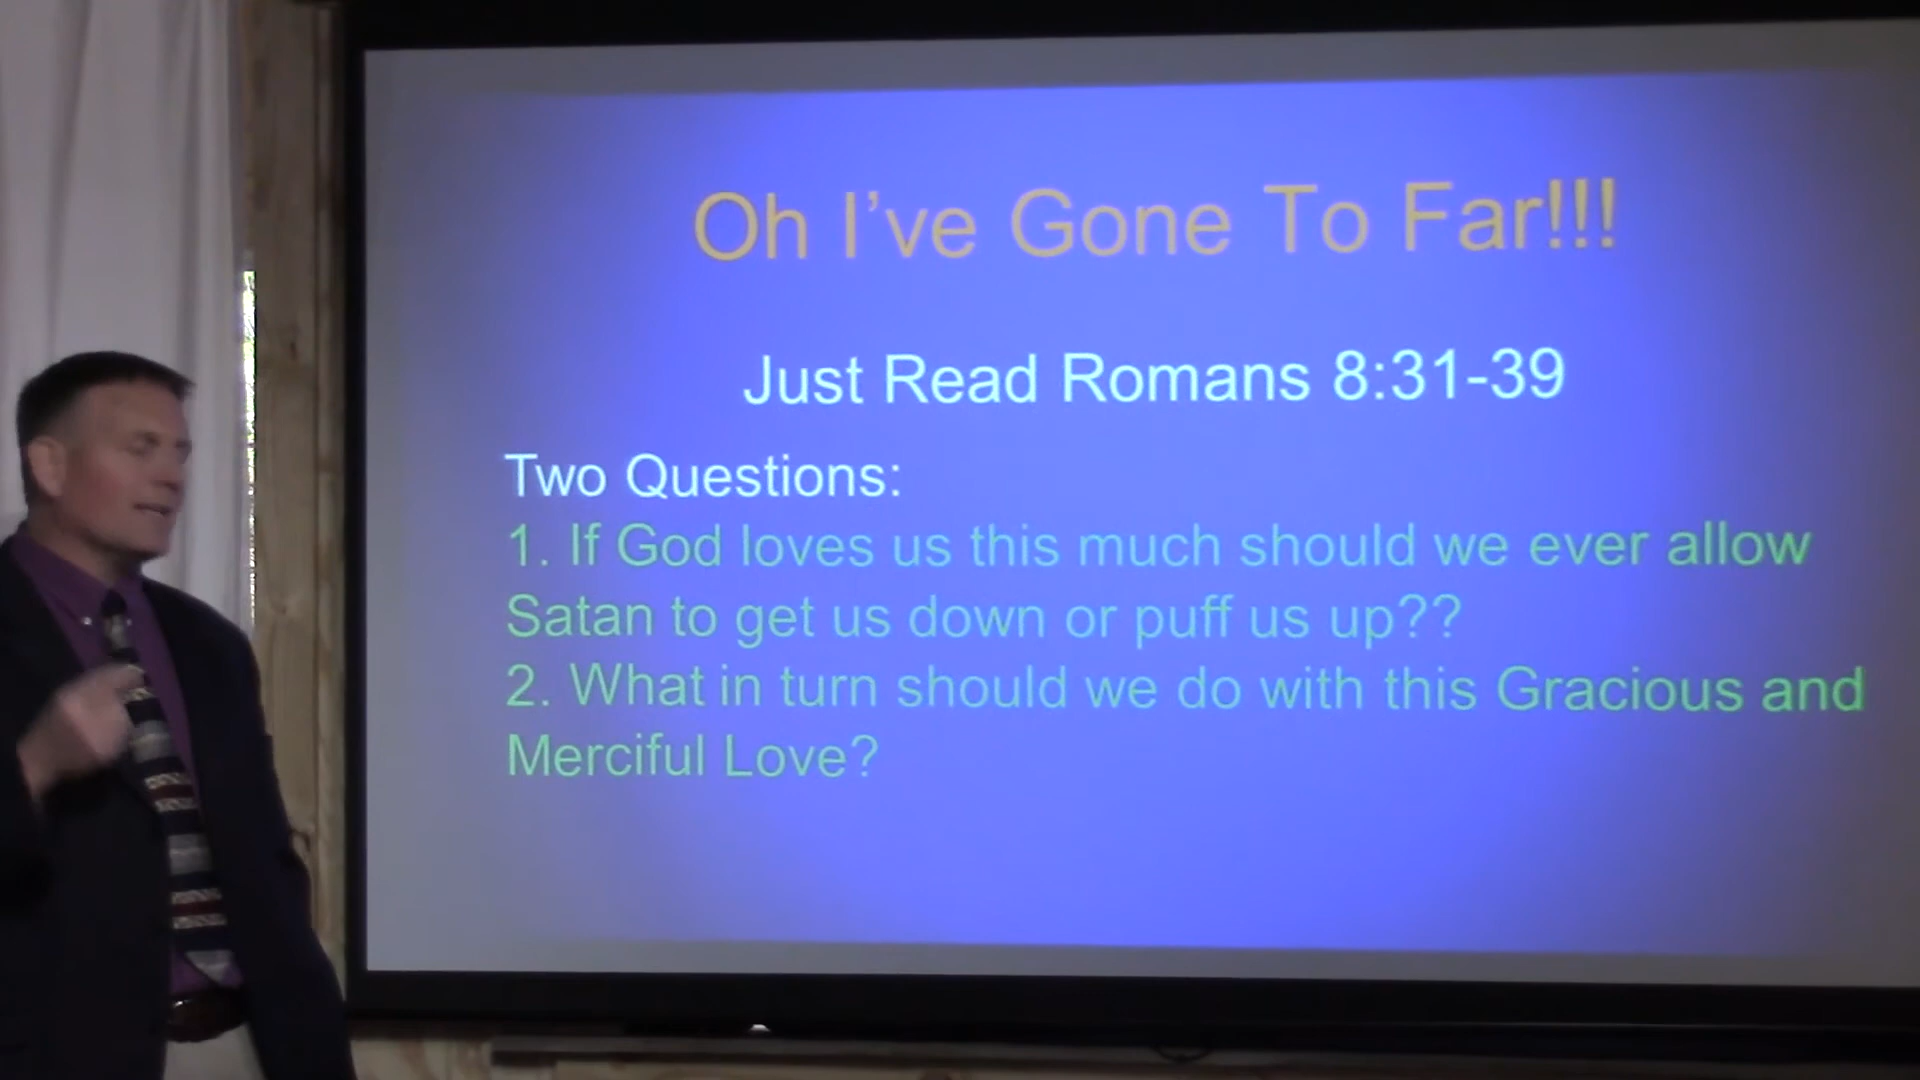 Oh I've Gone To Far!!!
Just Read Romans 8:31-39
Two Questions:
1. If God loves us this much should we ever allow
Satan to get us down or puff us up??
2. What in turn should we do with this Gracious and
Merciful Love?